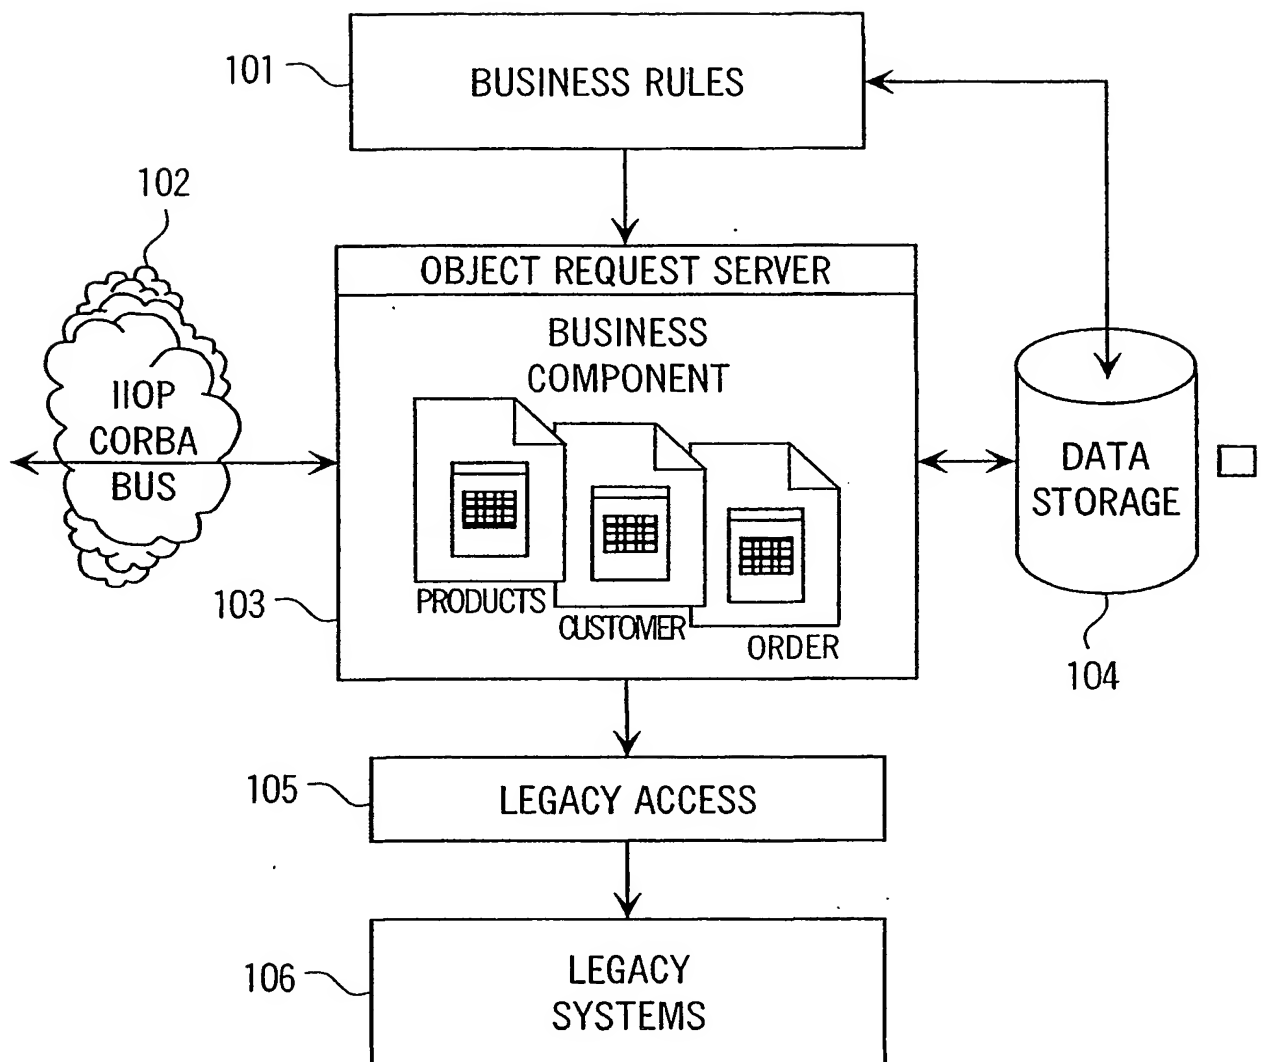 101
BUSINESS RULES
102
OBJECT REQUEST SERVER
BUSINESS
COMPONENT
IIOP
CORBA
BUS
DATA
STORAGE
PRODUCTS
CUSTOMER
ORDER
103
104
105
LEGACY ACCESS
106
LEGACY
SYSTEMS